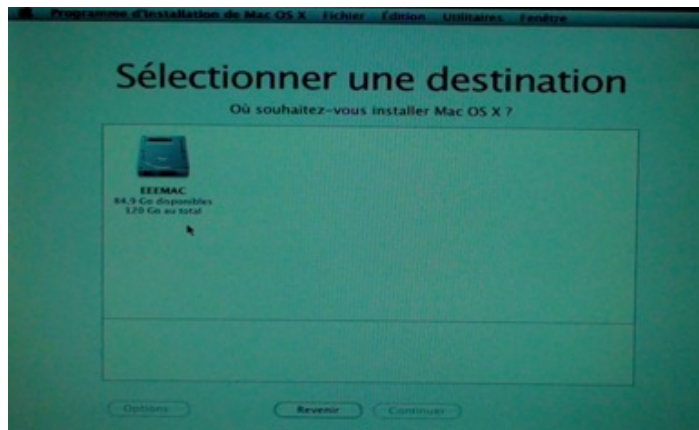 Programme d'installation de Mac OS X Fichier Édition Utilitaires Fenêtre
Sélectionner une destination
Où souhaitez-vous installer Mac OS X ?
EEEMAC
84,9 Go disponibles
120 Go au total
Options Revenir Continuer